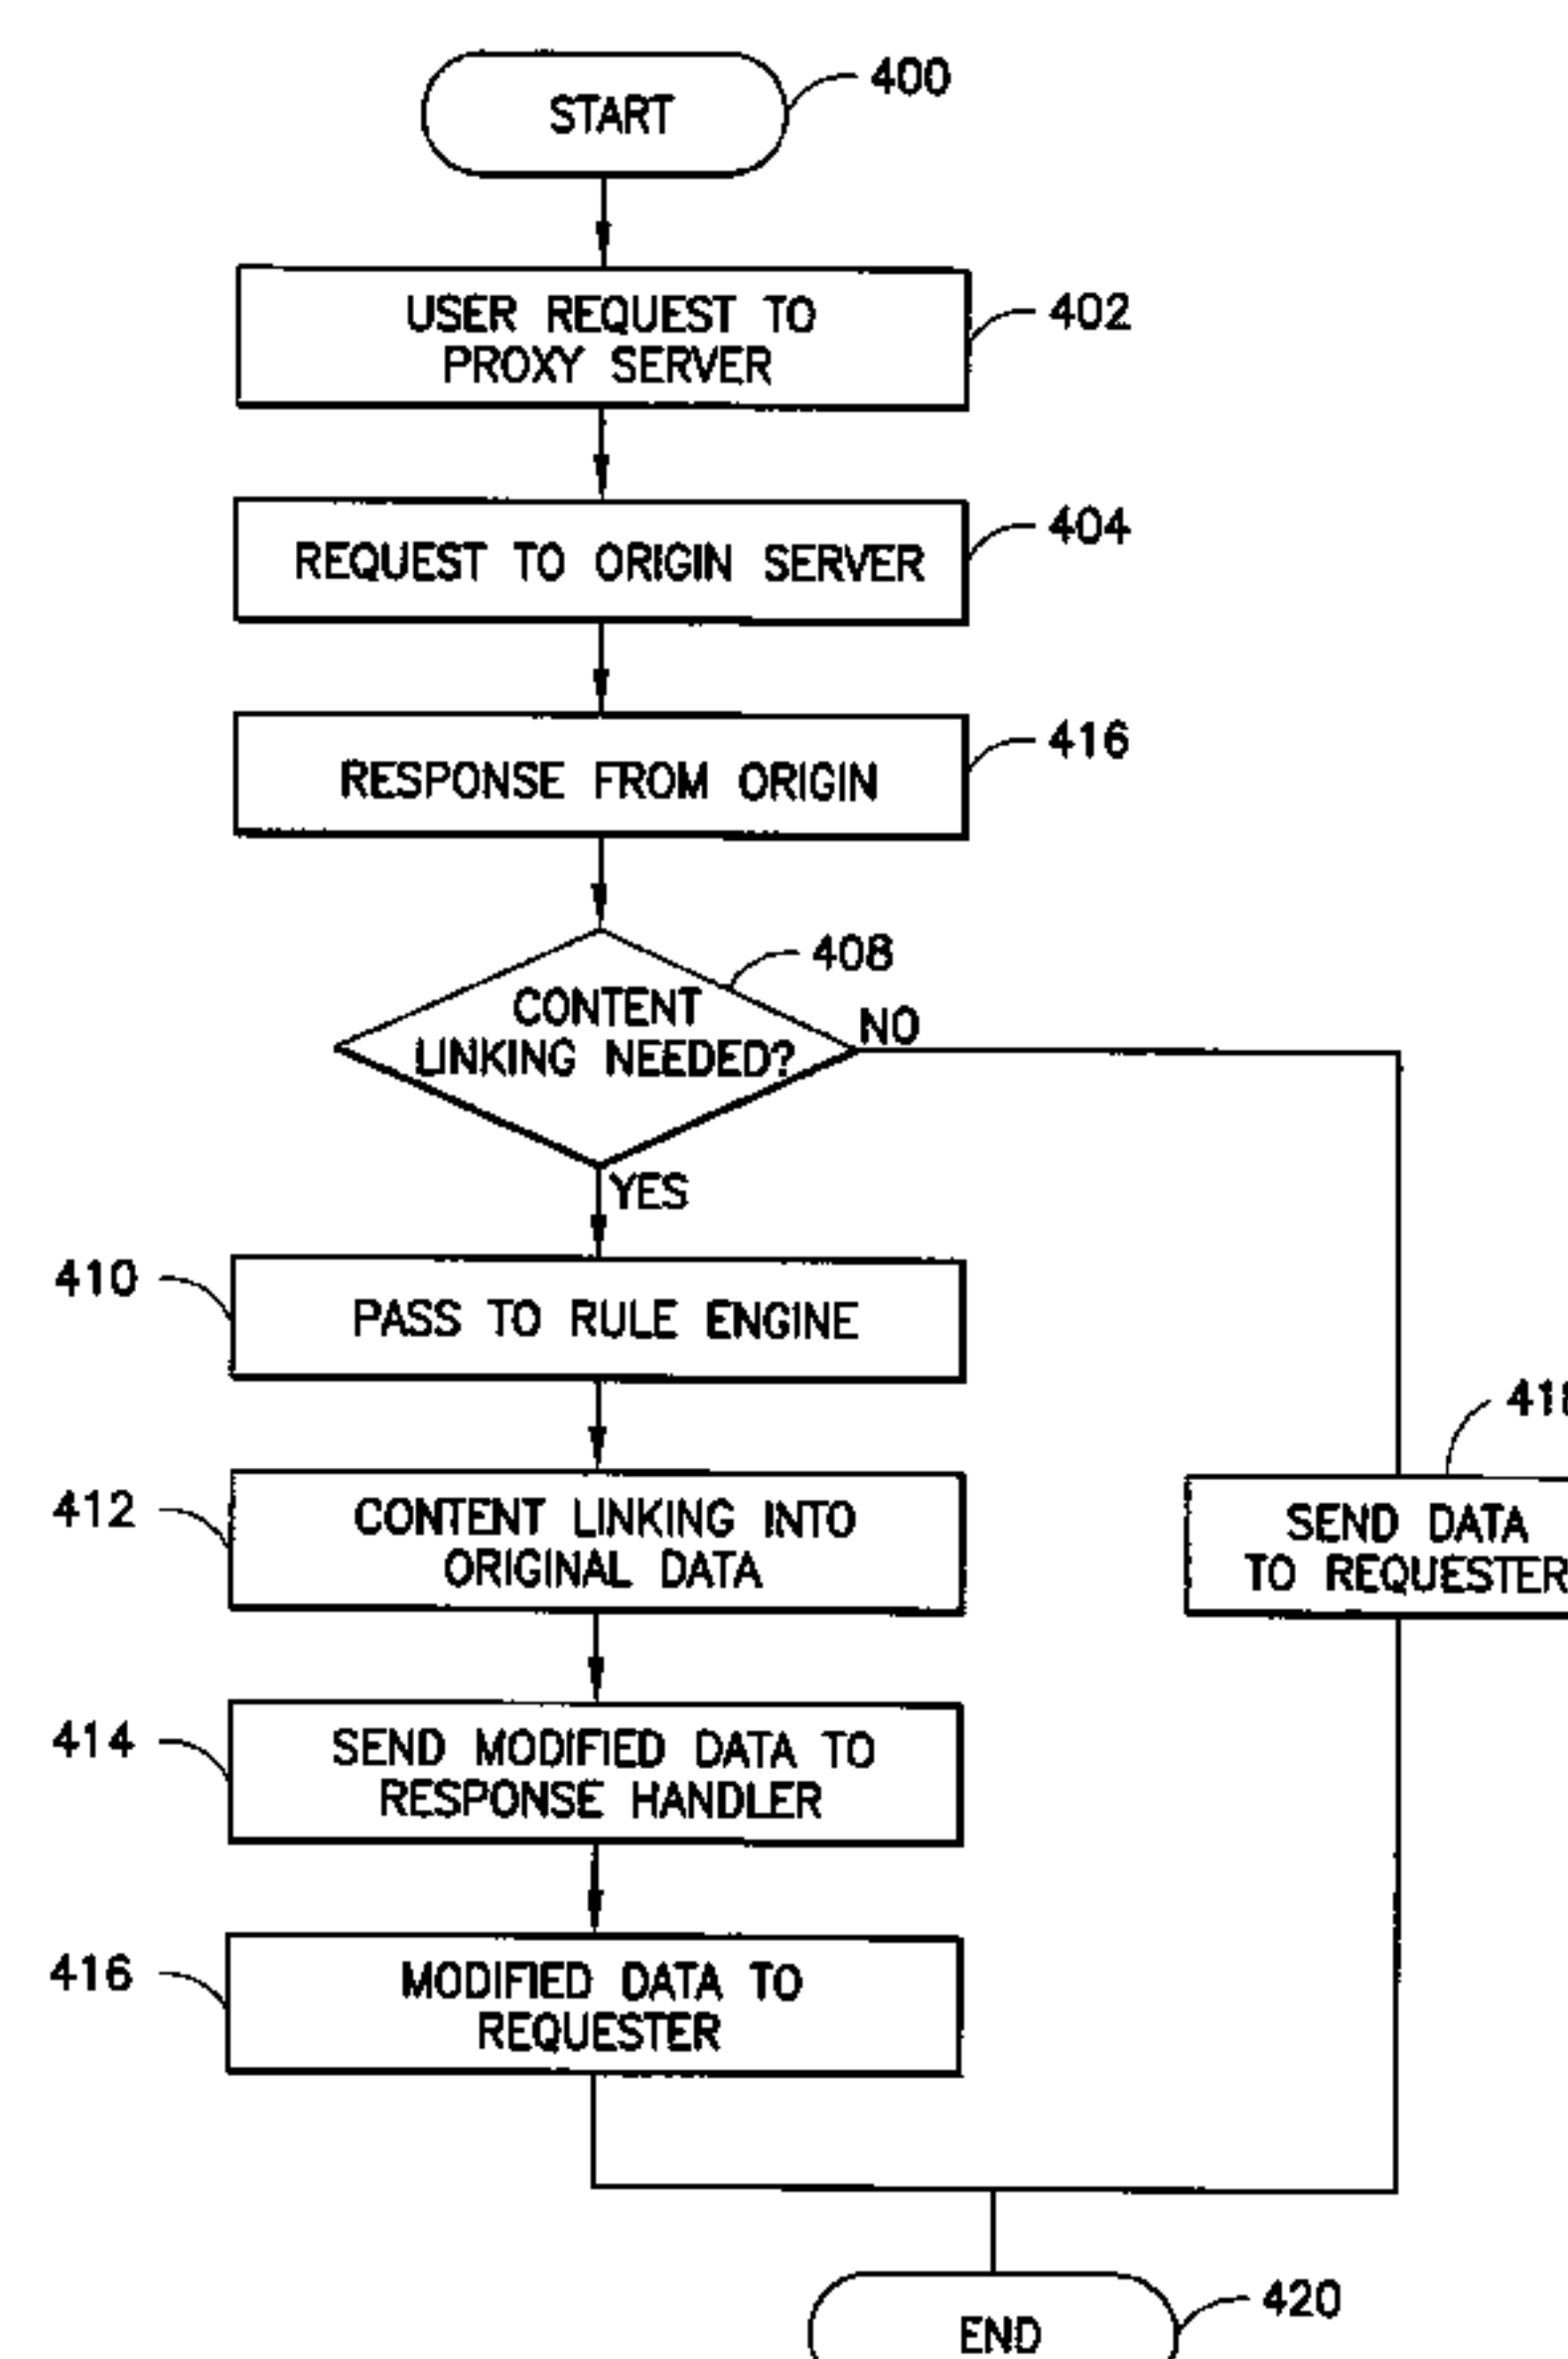 START
400
USER REQUEST TO
PROXY SERVER
402
REQUEST TO ORIGIN SERVER
404
RESPONSE FROM ORIGIN
416
408
CONTENT
LINKING NEEDED?
NO
YES
410
PASS TO RULE ENGINE
412
CONTENT LINKING INTO
ORIGINAL DATA
SEND DATA
TO REQUESTER
414
SEND MODIFIED DATA TO
RESPONSE HANDLER
416
MODIFIED DATA TO
REQUESTER
END
420